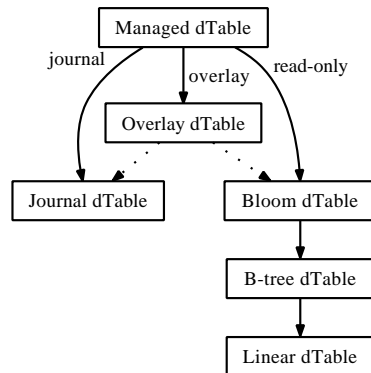 Managed dTable
journal
overlay
read-only
Overlay dTable
Journal dTable
Bloom dTable
B-tree dTable
Linear dTable